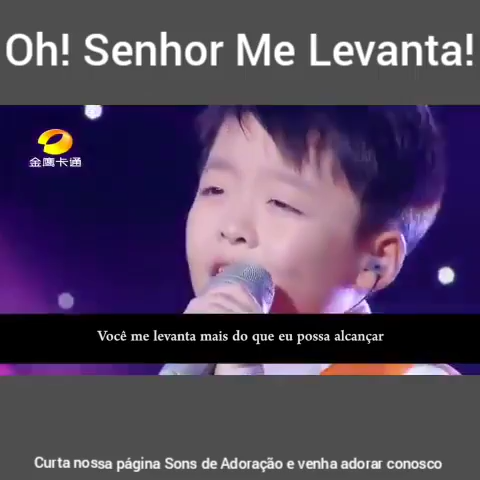 Oh! Senhor Me Levanta!
金鹰卡通
Você me levanta mais do que eu possa alcançar
Curta nossa página Sons de Adoração e venha adorar conosco